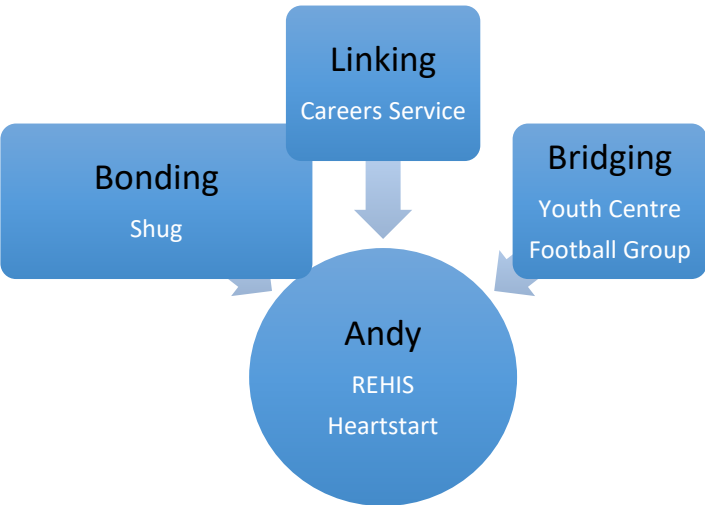 Linking
Careers Service
Bonding
Shug
Bridging
Youth Centre
Football Group
Andy
REHIS
Heartstart